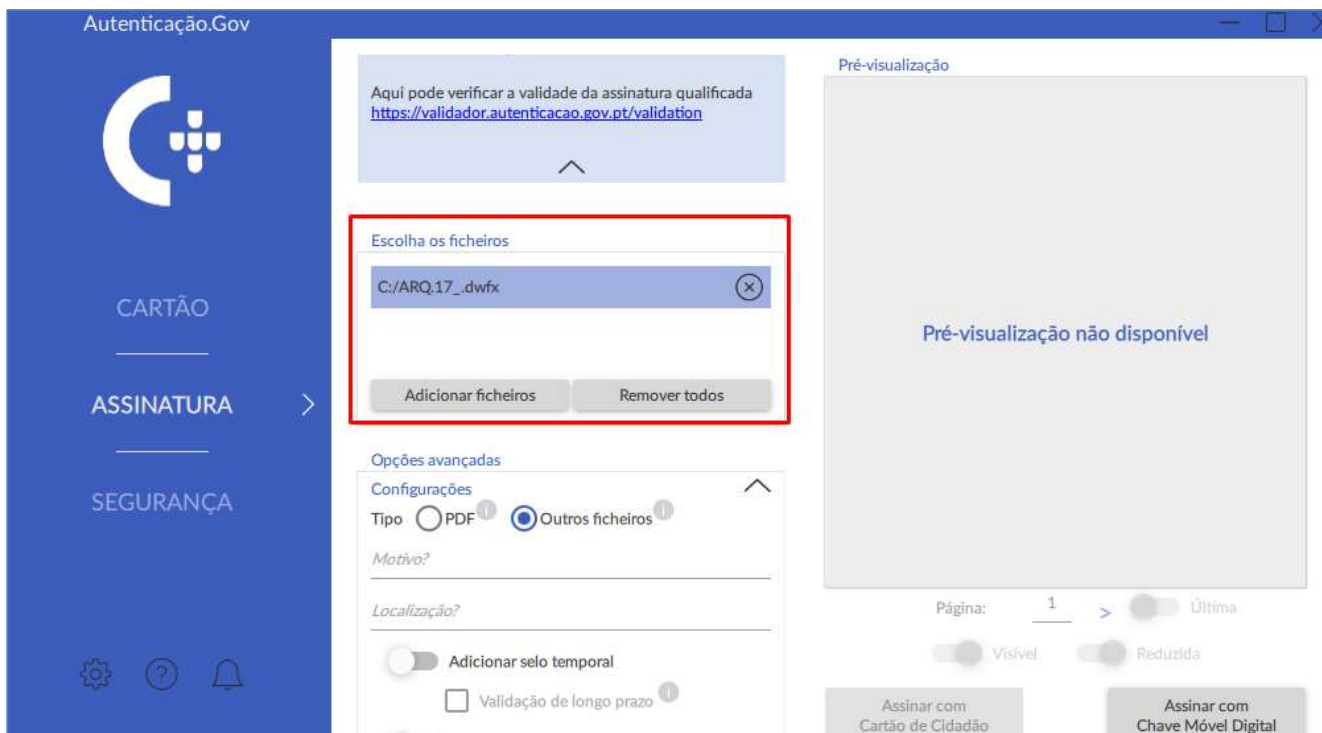 Autenticação.Gov
CARTÃO
ASSINATURA
SEGURANÇA
Aqui pode verificar a validade da assinatura qualificada
https://validador.autenticacao.gov.pt/validation
Escolha os ficheiros
C:/ARQ.17_.dwfx
Adicionar ficheiros
Remover todos
Opções avançadas
Configurações
Tipo PDF Outros ficheiros
Motivo?
Localização?
Adicionar selo temporal
Validação de longo prazo
Pré-visualização
Pré-visualização não disponível
Página: 1 > Última
Visível Reduzida
Assinar com
Cartão de Cidadão
Assinar com
Chave Móvel Digital